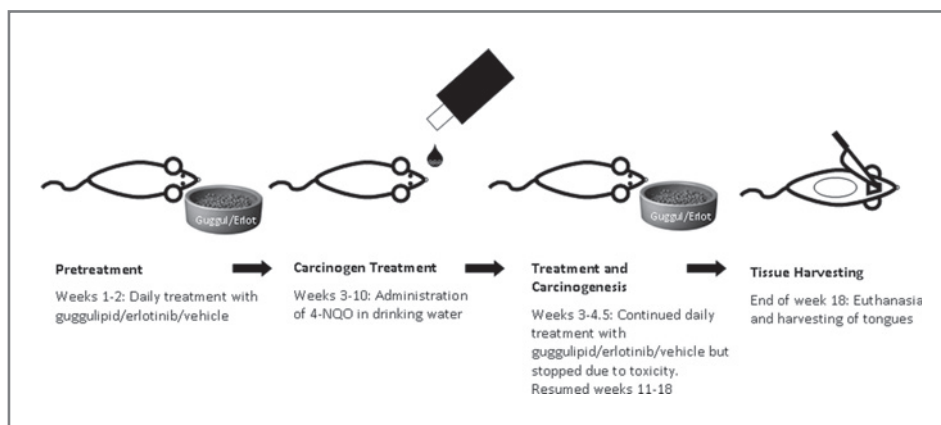 Guggul/Erlot
Guggul/Erlot
Pretreatment
Weeks 1-2: Daily treatment with
guggulipid/erlotinib/vehicle
Carcinogen Treatment
Weeks 3-10: Administration
of 4-NQO in drinking water
Treatment and
Carcinogenesis
Weeks 3-4.5: Continued daily
treatment with
guggulipid/erlotinib/vehicle but
stopped due to toxicity.
Resumed weeks 11-18
Tissue Harvesting
End of week 18: Euthanasia
and harvesting of tongues